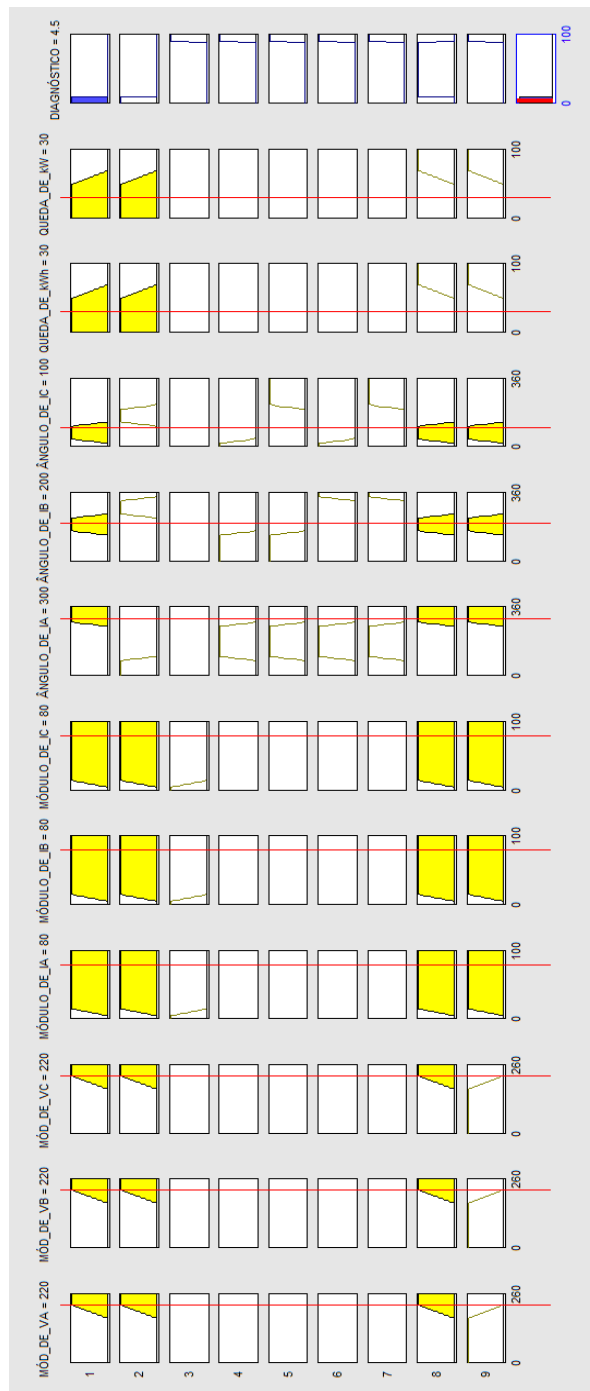 MÓD_DE_VA = 220
MÓD_DE_VB = 220
MÓD_DE_VC = 220
MÓDULO_DE_IA = 80
MÓDULO_DE_IB = 80
MÓDULO_DE_IC = 80
ÂNGULO_DE_IA = 300
ÂNGULO_DE_IB = 200
ÂNGULO_DE_IC = 100
QUEDA_DE_kWh = 30
QUEDA_DE_kW = 30
DIAGNÓSTICO = 4.5
1
2
3
4
5
6
7
8
9
0 260
0 260
0 260
0 100
0 100
0 100
0 360
0 360
0 360
0 100
0 100
0 100